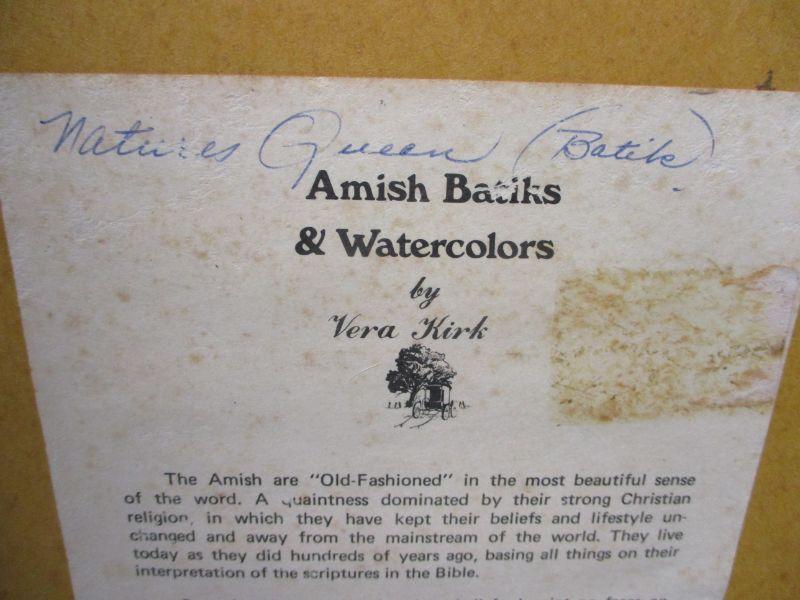 Natures Queen (Batik)
Amish Batiks
& Watercolors
by
Vera Kirk
The Amish are "Old-Fashioned" in the most beautiful sense
of the word. A quaintness dominated by their strong Christian
religion, in which they have kept their beliefs and lifestyle un-
changed and away from the mainstream of the world. They live
today as they did hundreds of years ago, basing all things on their
interpretation of the scriptures in the Bible.